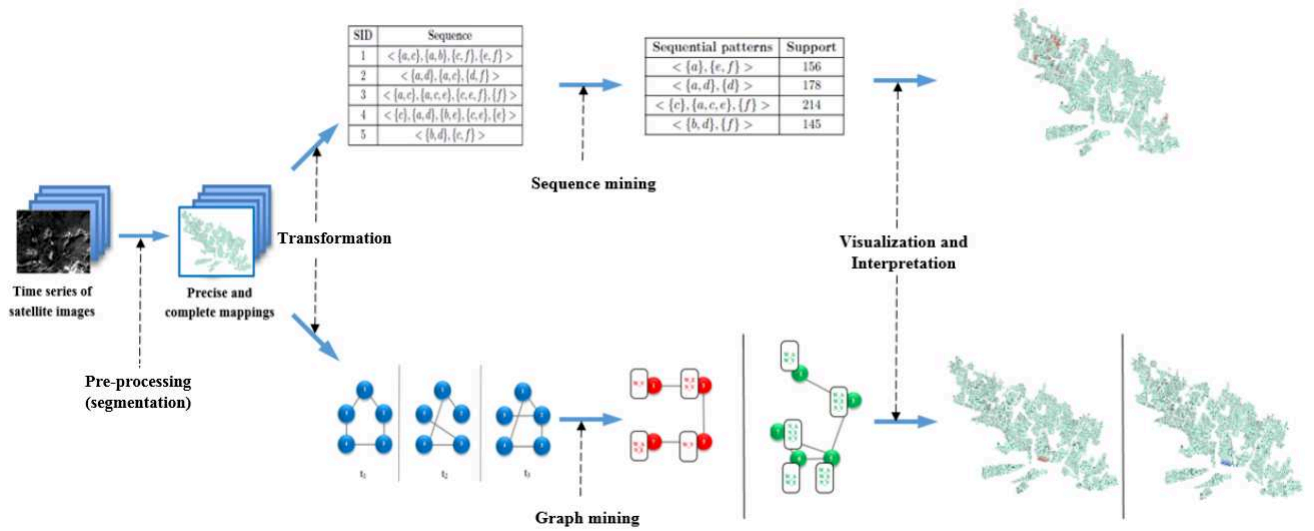 SID Sequence
1 < {a, c}, {a, b}, {c, f}, {e, f} >
2 < {a, d}, {a, c}, {d, f} >
3 < {a, c}, {a, c, e}, {c, e, f}, {f} >
4 < {c}, {a, d}, {b, e}, {c, e}, {e} >
5 < {b, d}, {c, f} >
Sequential patterns Support
< {a}, {e, f} > 156
< {a, d}, {d} > 178
< {c}, {a, c, e}, {f} > 214
< {b, d}, {f} > 145
Sequence mining
Transformation
Visualization and
Interpretation
Time series of
satellite images
Precise and
complete mappings
Pre-processing
(segmentation)
t₁
t₂
t₃
Graph mining